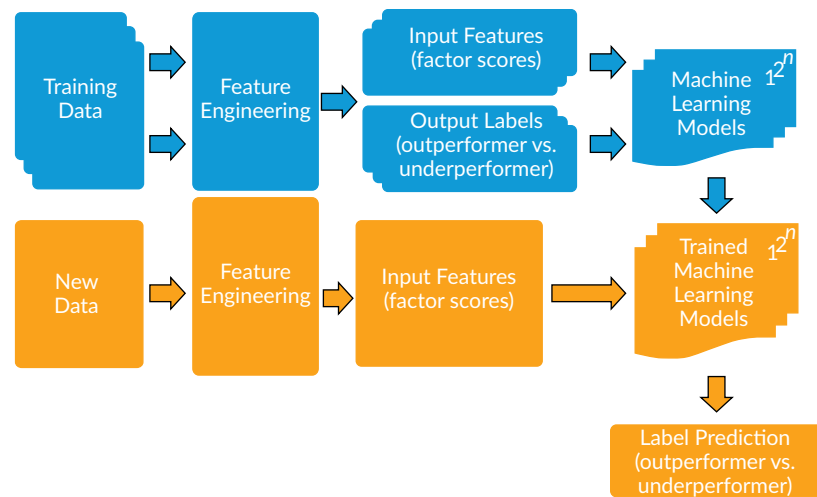 Training
Data
Feature
Engineering
Input Features
(factor scores)
Output Labels
(outperformer vs.
underperformer)
Machine
Learning
Models
1 2 n
New
Data
Feature
Engineering
Input Features
(factor scores)
Trained
Machine
Learning
Models
1 2 n
Label Prediction
(outperformer vs.
underperformer)